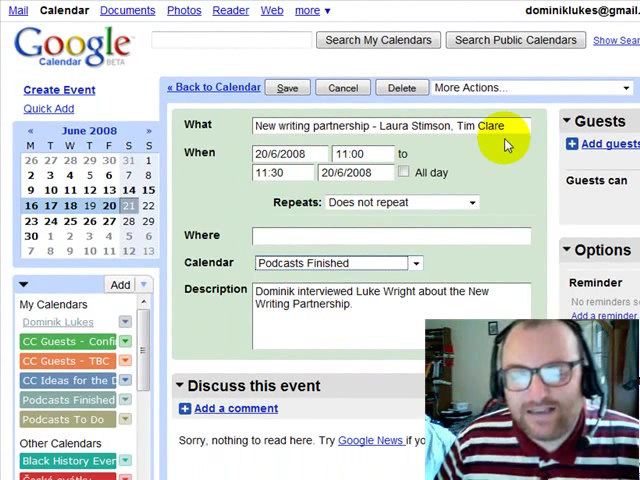 Mail Calendar Documents Photos Reader Web more ▼ dominiklukes@gmail.
Google Calendar BETA
Search My Calendars Search Public Calendars Show Sear
Create Event
Quick Add
« Back to Calendar Save Cancel Delete More Actions...
« June 2008 »
M T W T F S S
26 27 28 29 30 31 1
2 3 4 5 6 7 8
9 10 11 12 13 14 15
16 17 18 19 20 21 22
23 24 25 26 27 28 29
30 1 2 3 4 5 6
What New writing partnership - Laura Stimson, Tim Clare
When 20/6/2008 11:00 to
11:30 20/6/2008 All day
Repeats: Does not repeat
Where
Calendar Podcasts Finished
Description Dominik interviewed Luke Wright about the New
Writing Partnership.
Guests
Add guests
Guests can
Options
Reminder
No reminders s
Add a reminder
Add
My Calendars
Dominik Lukes
CC Guests - Confi
CC Guests - TBC
CC Ideas for the D
Podcasts Finished
Podcasts To Do
Other Calendars
Black History Even
České svátky
Discuss this event
Add a comment
Sorry, nothing to read here. Try Google News if yo